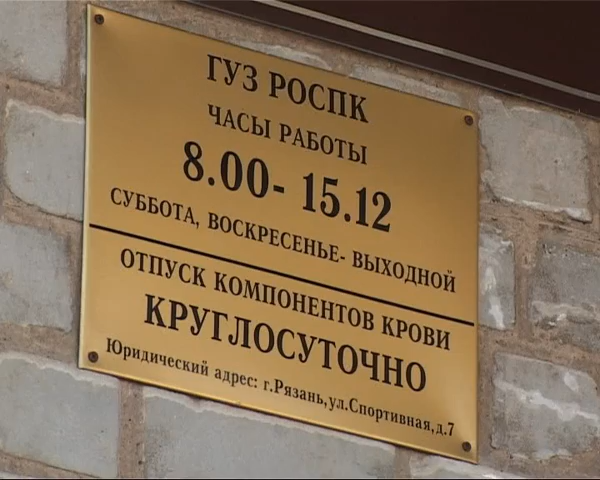 ГУЗ РОСПК
ЧАСЫ РАБОТЫ
8.00- 15.12
СУББОТА, ВОСКРЕСЕНЬЕ- ВЫХОДНОЙ
ОТПУСК КОМПОНЕНТОВ КРОВИ
КРУГЛОСУТОЧНО
Юридический адрес: г.Рязань,ул.Спортивная,д.7